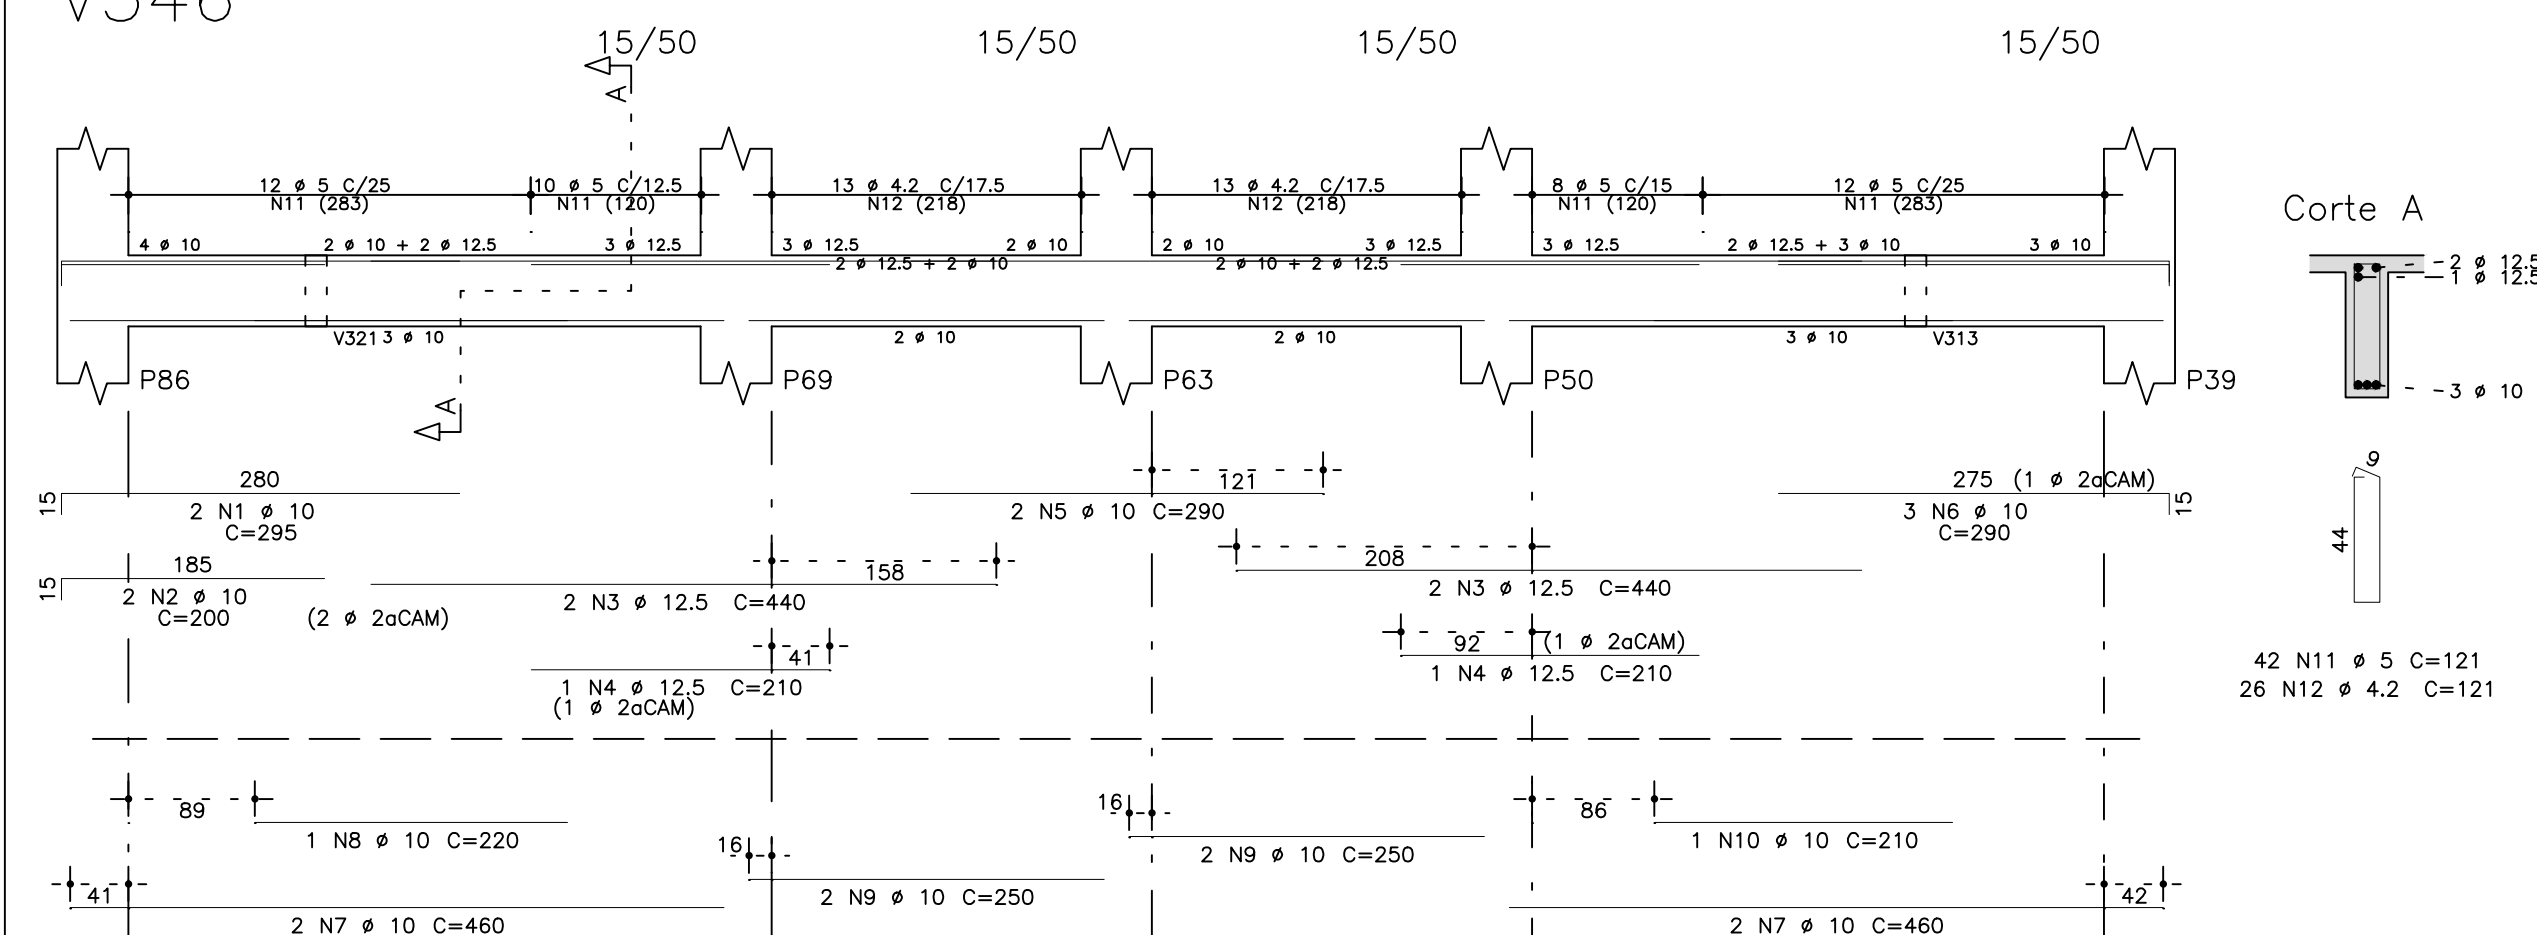 V346
15/50 15/50 15/50 15/50
A
12 ø 5 C/25 10 ø 5 C/12.5 13 ø 4.2 C/17.5 13 ø 4.2 C/17.5 8 ø 5 C/15 12 ø 5 C/25
N11 (283) N11 (120) N12 (218) N12 (218) N11 (120) N11 (283)
Corte A
4 ø 10 2 ø 10 + 2 ø 12.5 3 ø 12.5 3 ø 12.5 2 ø 10 2 ø 10 3 ø 12.5 3 ø 12.5 2 ø 12.5 + 3 ø 10 3 ø 10
2 ø 12.5 + 2 ø 10 2 ø 10 + 2 ø 12.5
2 ø 12.5
1 ø 12.5
V321 3 ø 10 2 ø 10 2 ø 10 3 ø 10 V313
P86 P69 P63 P50 P39
3 ø 10
A
280 121 275 (1 ø 2aCAM)
15 2 N1 ø 10 2 N5 ø 10 C=290 3 N6 ø 10 15
C=295 C=290
9
44
185 158 208
15 2 N2 ø 10 2 N3 ø 12.5 C=440 2 N3 ø 12.5 C=440
C=200 (2 ø 2aCAM)
41 92 (1 ø 2aCAM)
1 N4 ø 12.5 C=210 1 N4 ø 12.5 C=210
(1 ø 2aCAM)
42 N11 ø 5 C=121
26 N12 ø 4.2 C=121
89 16 86
1 N8 ø 10 C=220 1 N10 ø 10 C=210
16 2 N9 ø 10 C=250
41 2 N9 ø 10 C=250 42
2 N7 ø 10 C=460 2 N7 ø 10 C=460